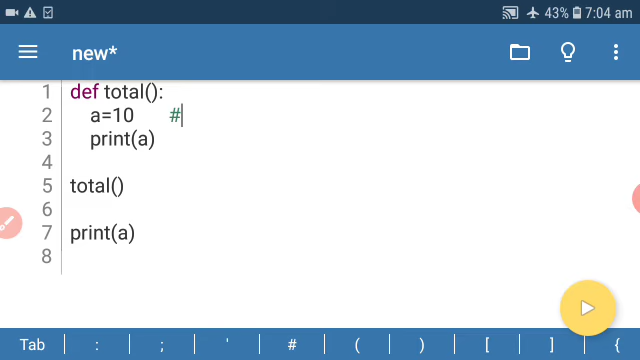 43% 7:04 am
new*
1 def total():
2     a=10     #
3     print(a)
4
5 total()
6
7 print(a)
8
Tab : ; ' # ( ) [ ] {